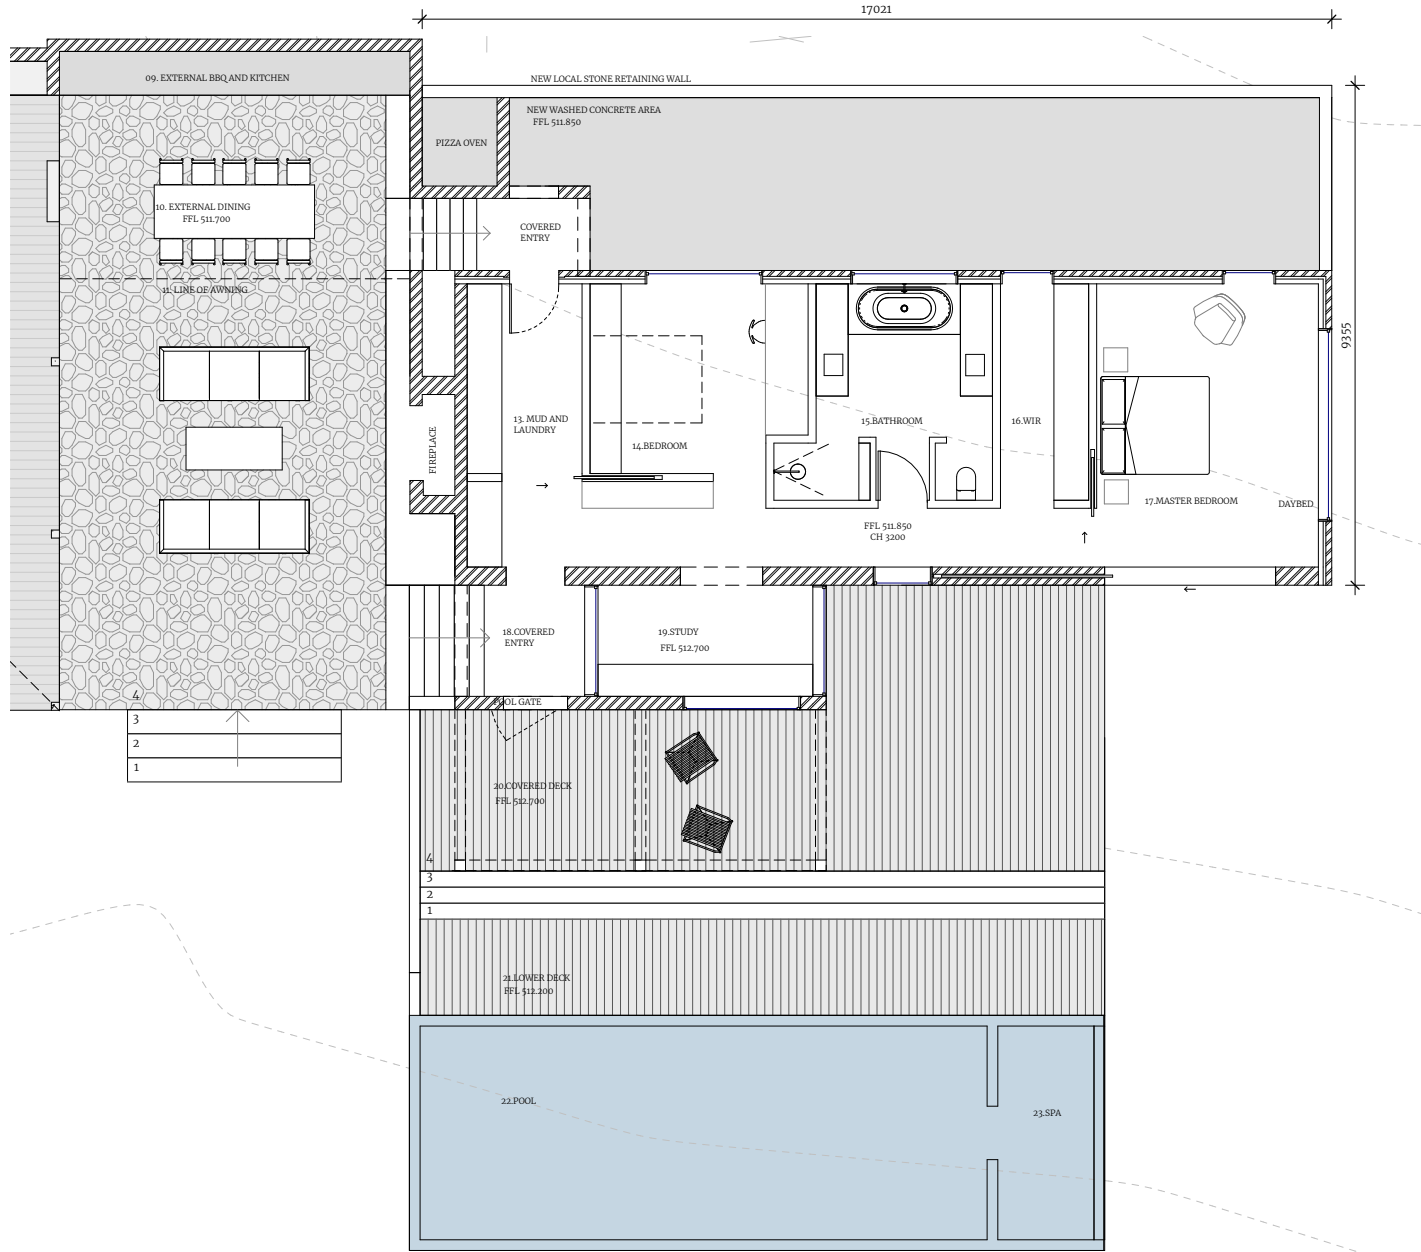 17021
09. EXTERNAL BBQ AND KITCHEN
NEW LOCAL STONE RETAINING WALL
NEW WASHED CONCRETE AREA
FFL 511.850
PIZZA OVEN
10. EXTERNAL DINING
FFL 511.700
COVERED
ENTRY
11. LINE OF AWNING
9355
FIREPLACE
13. MUD AND
LAUNDRY
14.BEDROOM
15.BATHROOM
16.WIR
17.MASTER BEDROOM
DAYBED
FFL 511.850
CH 3200
18.COVERED
ENTRY
19.STUDY
FFL 512.700
POOL GATE
4
3
2
1
20.COVERED DECK
FFL 512.700
4
3
2
1
21.LOWER DECK
FFL 512.200
22.POOL
23.SPA